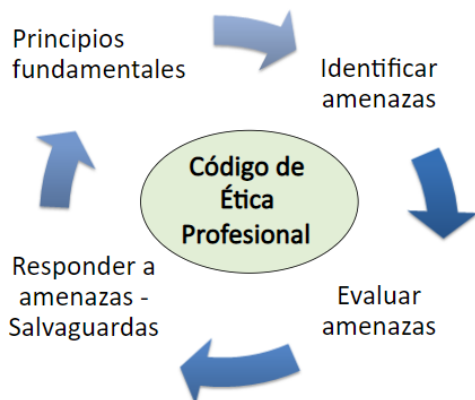 Principios
fundamentales
Identificar
amenazas
Código de
Ética
Profesional
Responder a
amenazas -
Salvaguardas
Evaluar
amenazas